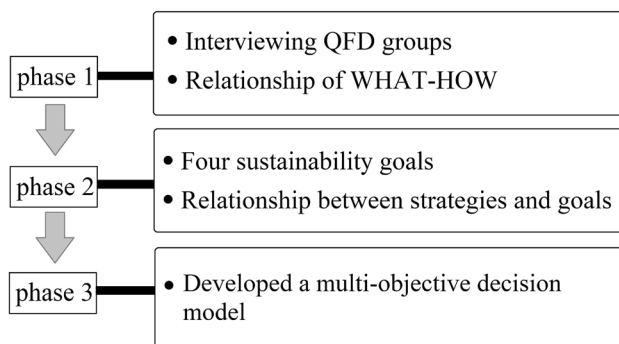 phase 1
• Interviewing QFD groups
• Relationship of WHAT-HOW
phase 2
• Four sustainability goals
• Relationship between strategies and goals
phase 3
• Developed a multi-objective decision
model